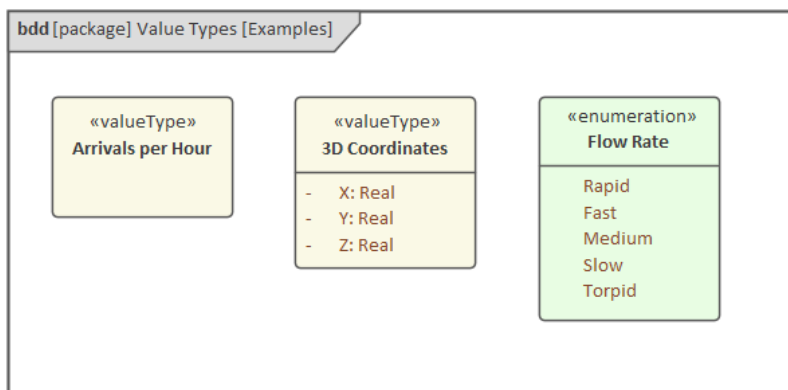 bdd [package] Value Types [Examples]
«valueType»
Arrivals per Hour
«valueType»
3D Coordinates
- X: Real
- Y: Real
- Z: Real
«enumeration»
Flow Rate
Rapid
Fast
Medium
Slow
Torpid